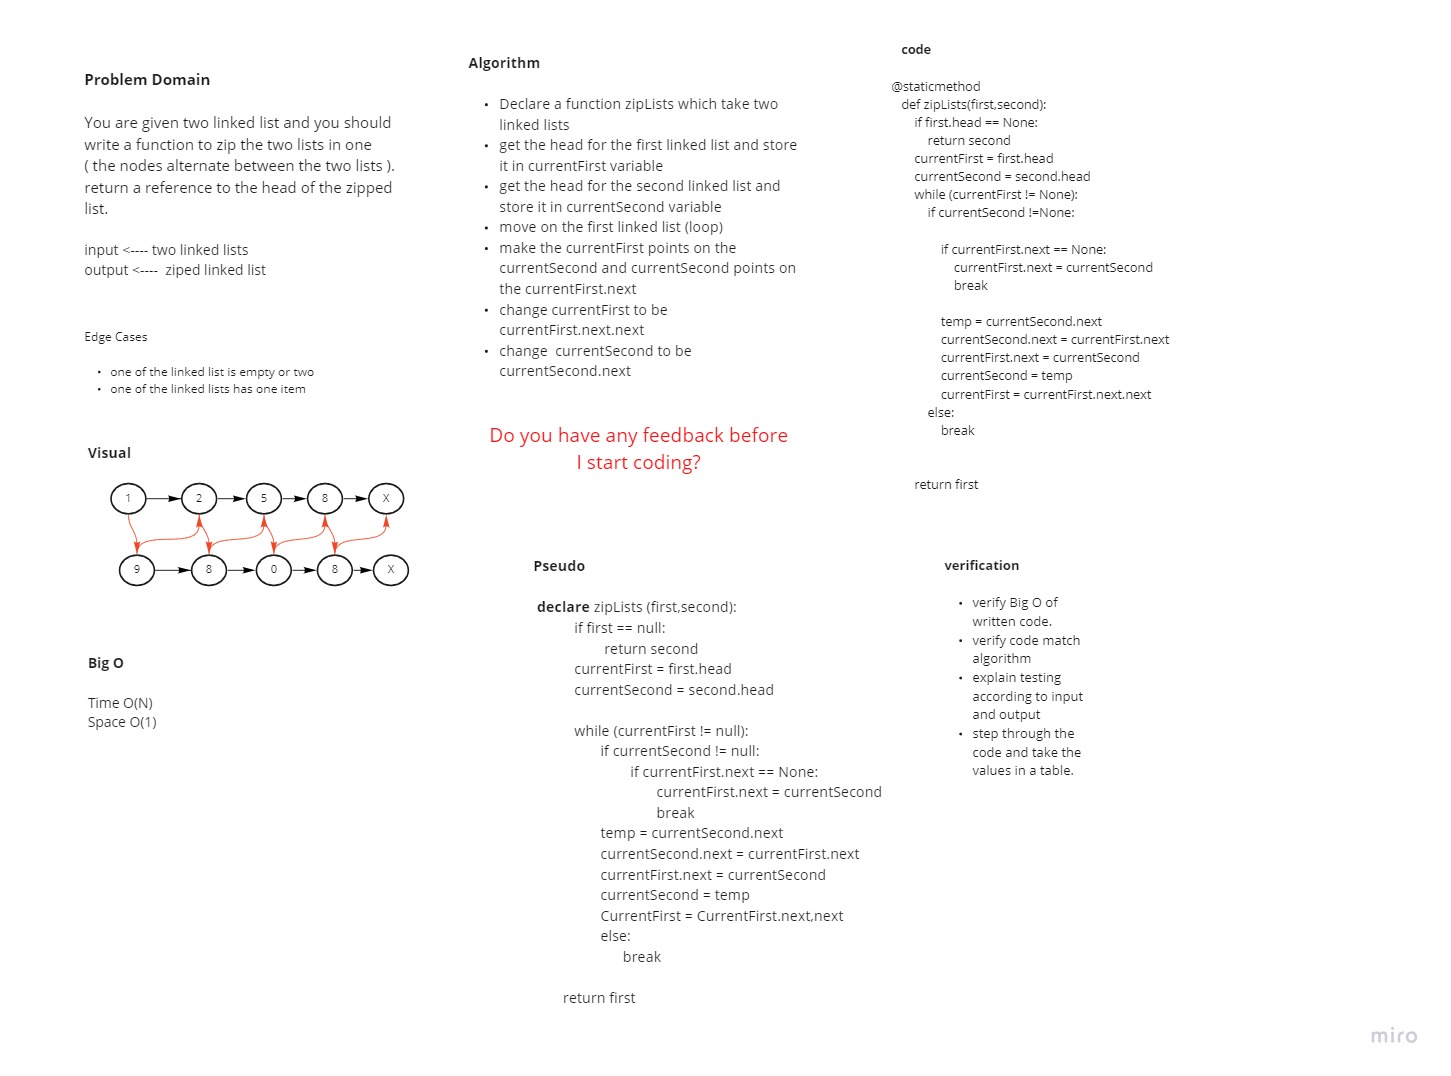 Problem Domain
You are given two linked list and you should
write a function to zip the two lists in one
( the nodes alternate between the two lists ).
return a reference to the head of the zipped
list.
input <---- two linked lists
output <---- ziped linked list
Edge Cases
• one of the linked list is empty or two
• one of the linked lists has one item
Visual
1 2 5 8 X
9 8 0 8 X
Big O
Time O(N)
Space O(1)
Algorithm
• Declare a function zipLists which take two
linked lists
• get the head for the first linked list and store
it in currentFirst variable
• get the head for the second linked list and
store it in currentSecond variable
• move on the first linked list (loop)
• make the currentFirst points on the
currentSecond and currentSecond points on
the currentFirst.next
• change currentFirst to be
currentFirst.next.next
• change currentSecond to be
currentSecond.next
Do you have any feedback before
I start coding?
Pseudo
declare zipLists (first,second):
if first == null:
return second
currentFirst = first.head
currentSecond = second.head
while (currentFirst != null):
if currentSecond != null:
if currentFirst.next == None:
currentFirst.next = currentSecond
break
temp = currentSecond.next
currentSecond.next = currentFirst.next
currentFirst.next = currentSecond
currentSecond = temp
CurrentFirst = CurrentFirst.next,next
else:
break
return first
code
@staticmethod
def zipLists(first,second):
if first.head == None:
return second
currentFirst = first.head
currentSecond = second.head
while (currentFirst != None):
if currentSecond !=None:
if currentFirst.next == None:
currentFirst.next = currentSecond
break
temp = currentSecond.next
currentSecond.next = currentFirst.next
currentFirst.next = currentSecond
currentSecond = temp
currentFirst = currentFirst.next.next
else:
break
return first
verification
• verify Big O of
written code.
• verify code match
algorithm
• explain testing
according to input
and output
• step through the
code and take the
values in a table.
miro